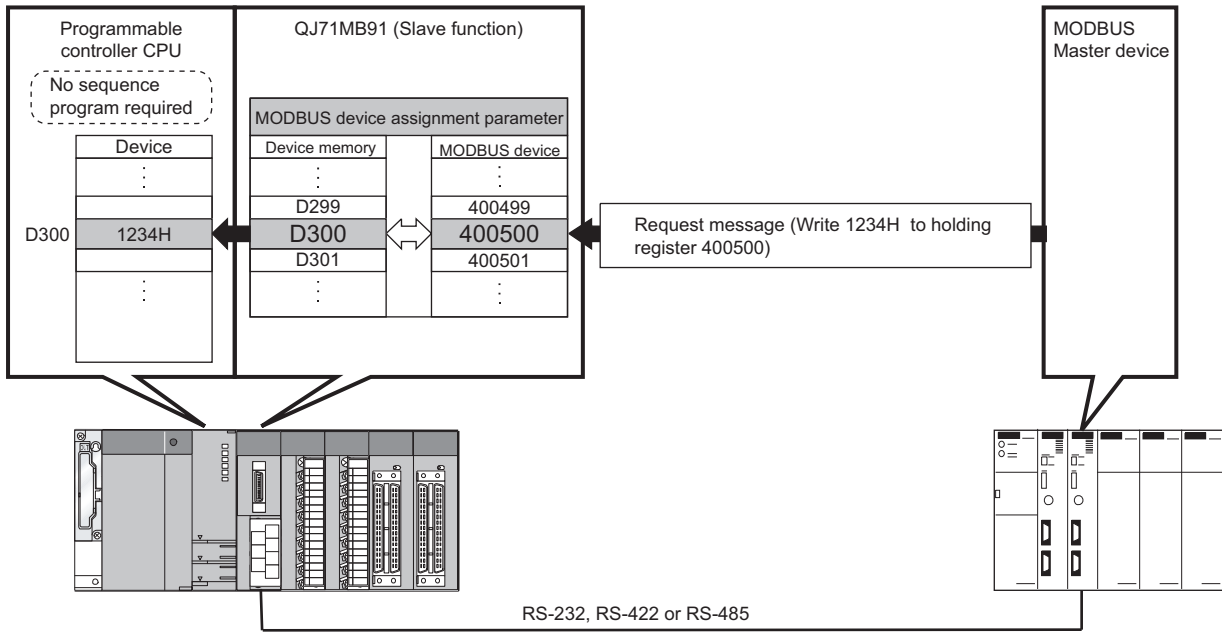 Programmable
controller CPU
No sequence
program required
Device
D300
1234H
QJ71MB91 (Slave function)
MODBUS device assignment parameter
Device memory
MODBUS device
D299
400499
D300
400500
D301
400501
Request message (Write 1234H to holding
register 400500)
MODBUS
Master device
RS-232, RS-422 or RS-485